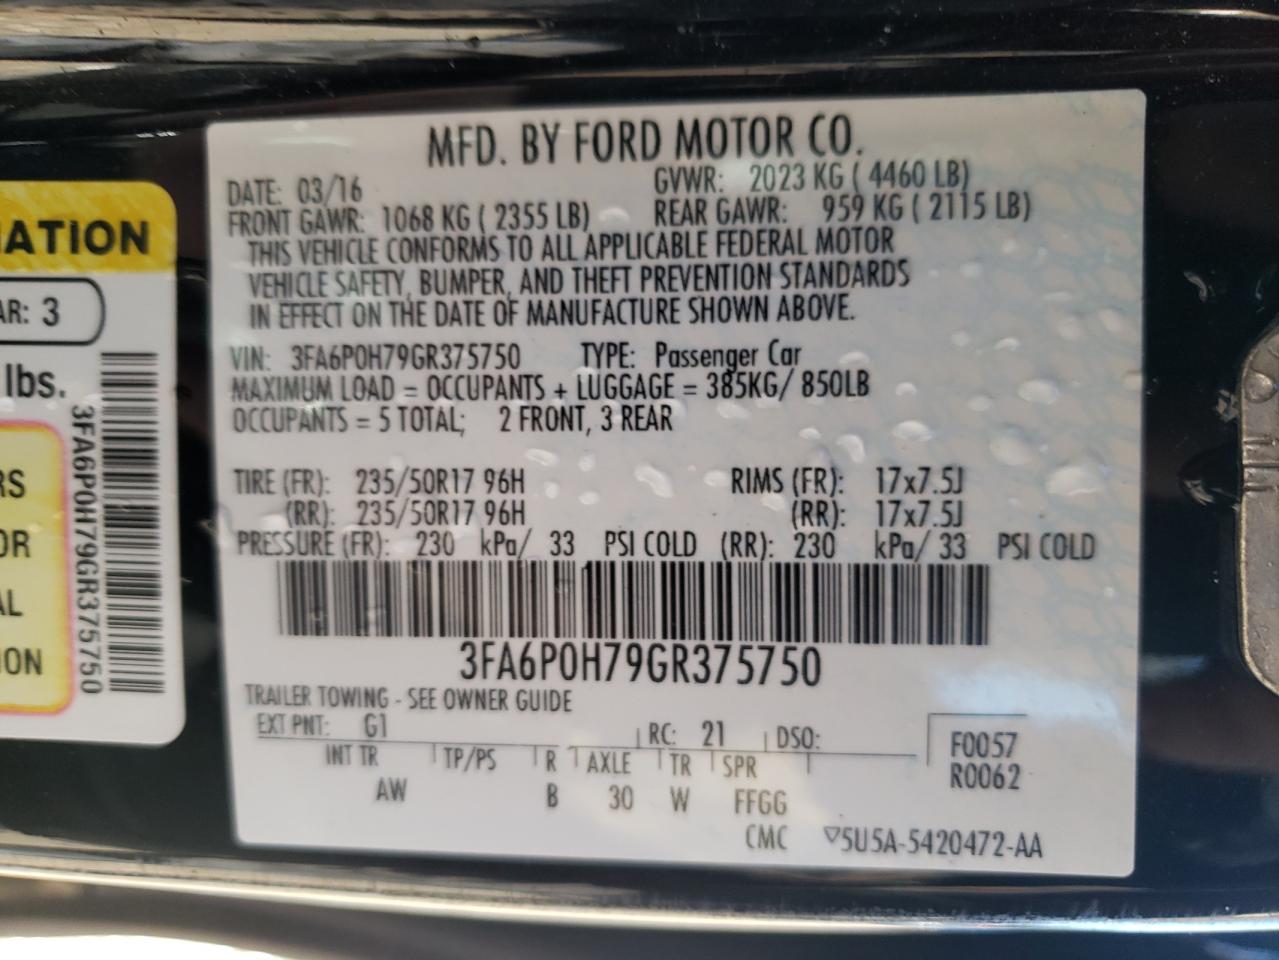 MFD. BY FORD MOTOR CO.
DATE: 03/16 GVWR: 2023 KG ( 4460 LB)
FRONT GAWR: 1068 KG ( 2355 LB) REAR GAWR: 959 KG ( 2115 LB)
THIS VEHICLE CONFORMS TO ALL APPLICABLE FEDERAL MOTOR
VEHICLE SAFETY, BUMPER, AND THEFT PREVENTION STANDARDS
IN EFFECT ON THE DATE OF MANUFACTURE SHOWN ABOVE.
VIN: 3FA6P0H79GR375750 TYPE: Passenger Car
MAXIMUM LOAD = OCCUPANTS + LUGGAGE = 385KG/ 850LB
OCCUPANTS = 5 TOTAL; 2 FRONT, 3 REAR
TIRE (FR): 235/50R17 96H RIMS (FR): 17x7.5J
(RR): 235/50R17 96H (RR): 17x7.5J
PRESSURE (FR): 230 kPa/ 33 PSI COLD (RR): 230 kPa/ 33 PSI COLD
3FA6P0H79GR375750
TRAILER TOWING - SEE OWNER GUIDE
EXT PNT: G1 RC: 21 DSO:
INT TR TP/PS R AXLE TR SPR
AW B 30 W FFGG
F0057
R0062
CMC ▽5U5A-5420472-AA
MATION
AR: 3
lbs.
3FA6P0H79GR375750
RS
OR
AL
ION